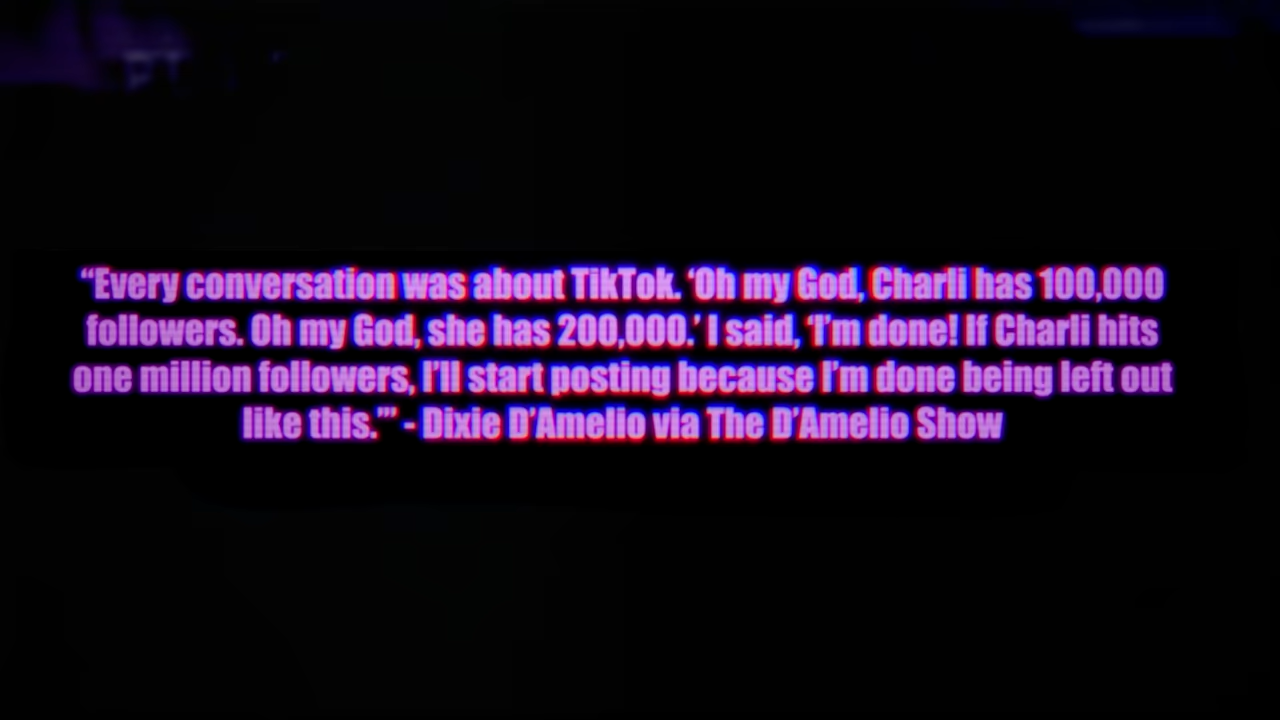 “Every conversation was about TikTok. ‘Oh my God, Charli has 100,000
followers. Oh my God, she has 200,000.’ I said, ‘I’m done! If Charli hits
one million followers, I’ll start posting because I’m done being left out
like this.’” - Dixie D’Amelio via The D’Amelio Show